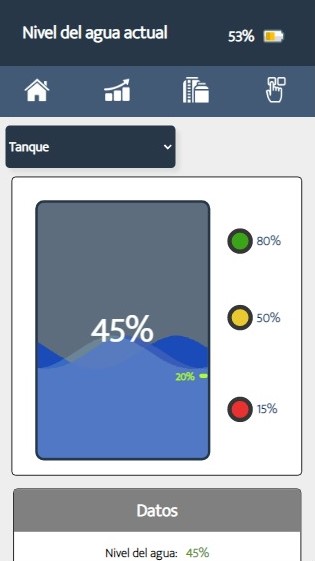 Nivel del agua actual
53%
Tanque
80%
45%
50%
20%
15%
Datos
Nivel del agua: 45%